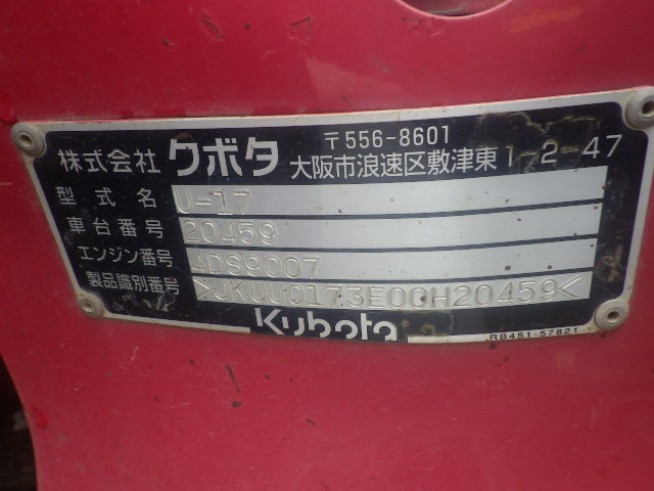 株式会社 クボタ
〒556-8601
大阪市浪速区敷津東1-2-47
型式名 U-17
車台番号 20459
エンジン番号 4DS9007
製品識別番号 >JKUU0173E00H20459<
Kubota
RB451-57821